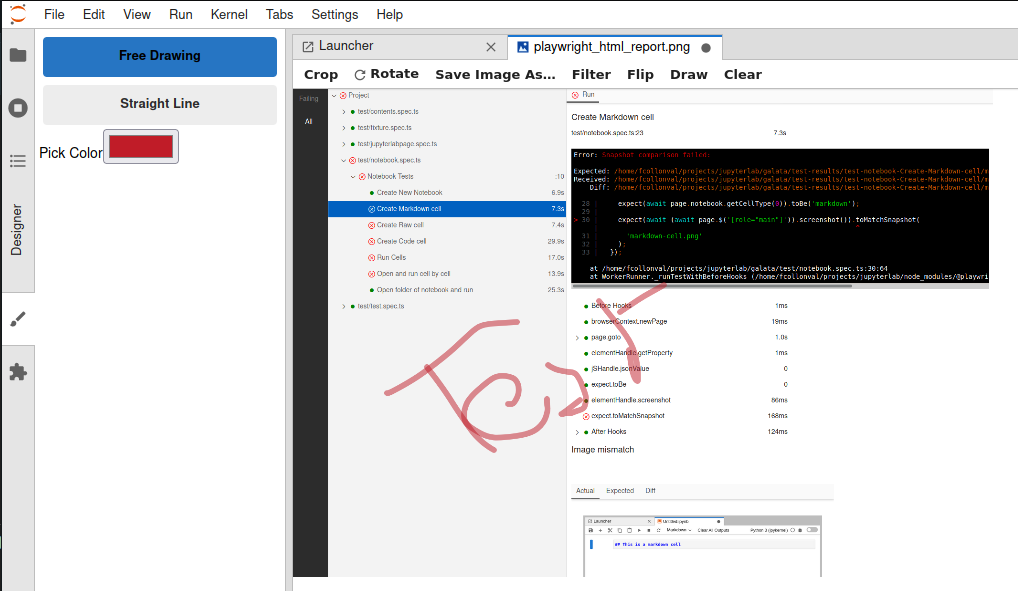 File Edit View Run Kernel Tabs Settings Help
Free Drawing
Straight Line
Pick Color
Designer
Launcher
playwright_html_report.png
Crop Rotate Save Image As... Filter Flip Draw Clear
Failing
All
Project
test/contents.spec.ts
test/fixture.spec.ts
test/jupyterlabpage.spec.ts
test/notebook.spec.ts
Notebook Tests :10
Create New Notebook 6.9s
Create Markdown cell 7.3s
Create Raw cell 7.4s
Create Code cell 29.9s
Run Cells 17.0s
Open and run cell by cell 13.9s
Open folder of notebook and run 25.3s
test/test.spec.ts
Test
Run
Create Markdown cell
test/notebook.spec.ts:23 7.3s
Error: Snapshot comparison failed:
Expected: /home/fcollonval/projects/jupyterlab/galata/test-results/test-notebook-Create-Markdown-cell/m
Received: /home/fcollonval/projects/jupyterlab/galata/test-results/test-notebook-Create-Markdown-cell/m
Diff: /home/fcollonval/projects/jupyterlab/galata/test-results/test-notebook-Create-Markdown-cell/m
28 | expect(await page.notebook.getCellType(0)).toBe('markdown');
29 |
> 30 | expect(await (await page.$('[role="main"]')).screenshot()).toMatchSnapshot(
| ^
31 | 'markdown-cell.png'
32 | );
33 | });
at /home/fcollonval/projects/jupyterlab/galata/test/notebook.spec.ts:30:64
at WorkerRunner._runTestWithBeforeHooks (/home/fcollonval/projects/jupyterlab/node_modules/@playwri
Before Hooks 1ms
browserContext.newPage 19ms
page.goto 1.0s
elementHandle.getProperty 1ms
jSHandle.jsonValue 0
expect.toBe 0
elementHandle.screenshot 86ms
expect.toMatchSnapshot 168ms
After Hooks 124ms
Image mismatch
Actual Expected Diff
Launcher Untitled.ipynb
Markdown Clear All Outputs Python 3 (ipykernel)
## This is a markdown cell